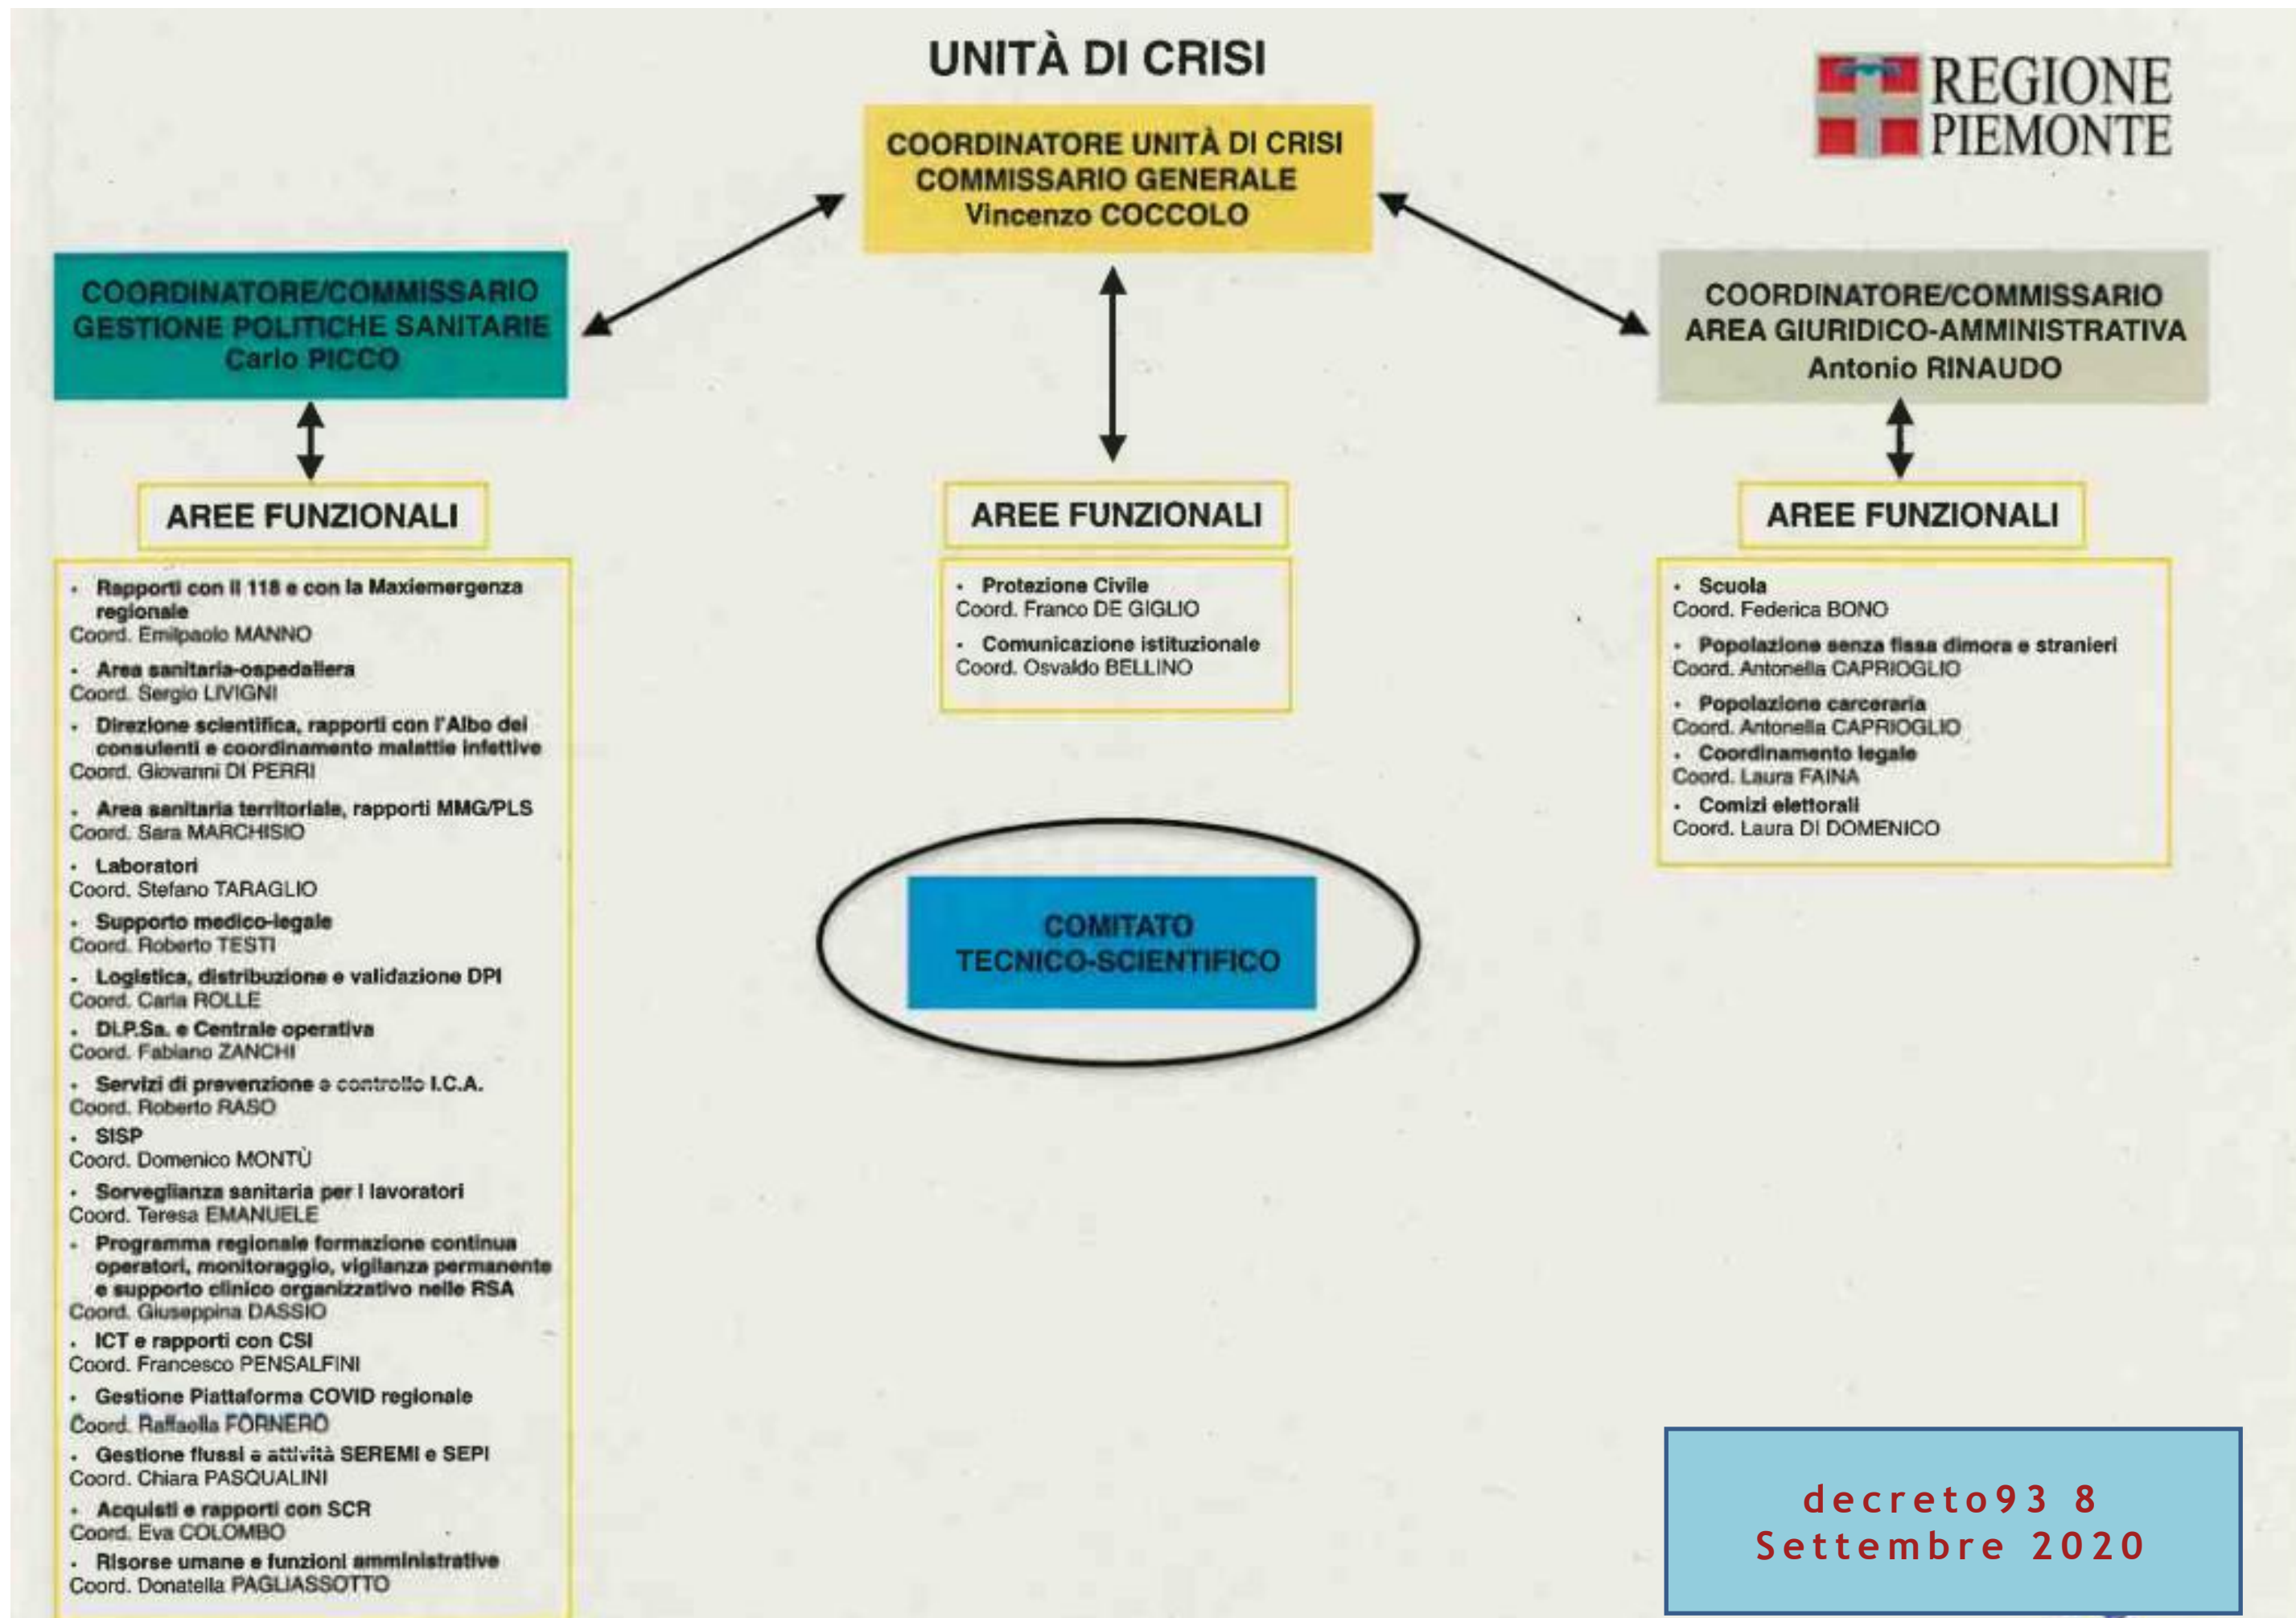 UNITÀ DI CRISI
REGIONE
PIEMONTE
COORDINATORE UNITÀ DI CRISI
COMMISSARIO GENERALE
Vincenzo COCCOLO
COORDINATORE/COMMISSARIO
GESTIONE POLITICHE SANITARIE
Carlo PICCO
COORDINATORE/COMMISSARIO
AREA GIURIDICO-AMMINISTRATIVA
Antonio RINAUDO
AREE FUNZIONALI
• Rapporti con il 118 e con la Maxiemergenza
regionale
Coord. Emilpaolo MANNO
• Area sanitaria-ospedaliera
Coord. Sergio LIVIGNI
• Direzione scientifica, rapporti con l'Albo dei
consulenti e coordinamento malattie infettive
Coord. Giovanni DI PERRI
• Area sanitaria territoriale, rapporti MMG/PLS
Coord. Sara MARCHISIO
• Laboratori
Coord. Stefano TARAGLIO
• Supporto medico-legale
Coord. Roberto TESTI
• Logistica, distribuzione e validazione DPI
Coord. Carla ROLLE
• Di.P.Sa. e Centrale operativa
Coord. Fabiano ZANCHI
• Servizi di prevenzione e controllo I.C.A.
Coord. Roberto RASO
• SISP
Coord. Domenico MONTÙ
• Sorveglianza sanitaria per i lavoratori
Coord. Teresa EMANUELE
• Programma regionale formazione continua
operatori, monitoraggio, vigilanza permanente
e supporto clinico organizzativo nelle RSA
Coord. Giuseppina DASSIO
• ICT e rapporti con CSI
Coord. Francesco PENSALFINI
• Gestione Piattaforma COVID regionale
Coord. Raffaella FORNERO
• Gestione flussi e attività SEREMI e SEPI
Coord. Chiara PASQUALINI
• Acquisti e rapporti con SCR
Coord. Eva COLOMBO
• Risorse umane e funzioni amministrative
Coord. Donatella PAGLIASSOTTO
AREE FUNZIONALI
• Protezione Civile
Coord. Franco DE GIGLIO
• Comunicazione istituzionale
Coord. Osvaldo BELLINO
COMITATO
TECNICO-SCIENTIFICO
AREE FUNZIONALI
• Scuola
Coord. Federica BONO
• Popolazione senza fissa dimora e stranieri
Coord. Antonella CAPRIOGLIO
• Popolazione carceraria
Coord. Antonella CAPRIOGLIO
• Coordinamento legale
Coord. Laura FAINA
• Comizi elettorali
Coord. Laura DI DOMENICO
decreto93 8
Settembre 2020